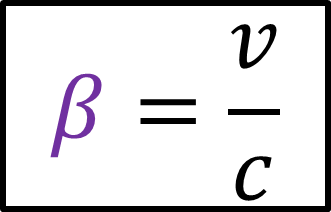 β = v/c